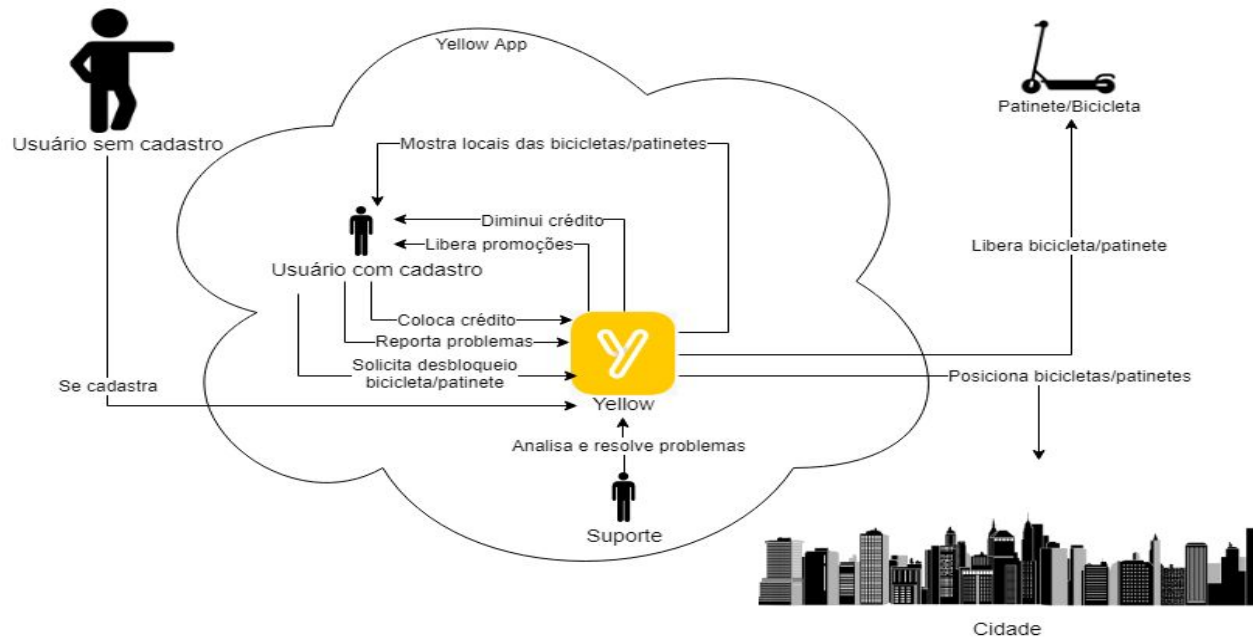 Yellow App
Patinete/Bicicleta
Usuário sem cadastro
Mostra locais das bicicletas/patinetes
Diminui crédito
Libera promoções
Libera bicicleta/patinete
Usuário com cadastro
Coloca crédito
Reporta problemas
Solicita desbloqueio
bicicleta/patinete
Se cadastra
Posiciona bicicletas/patinetes
Yellow
Analisa e resolve problemas
Suporte
Cidade